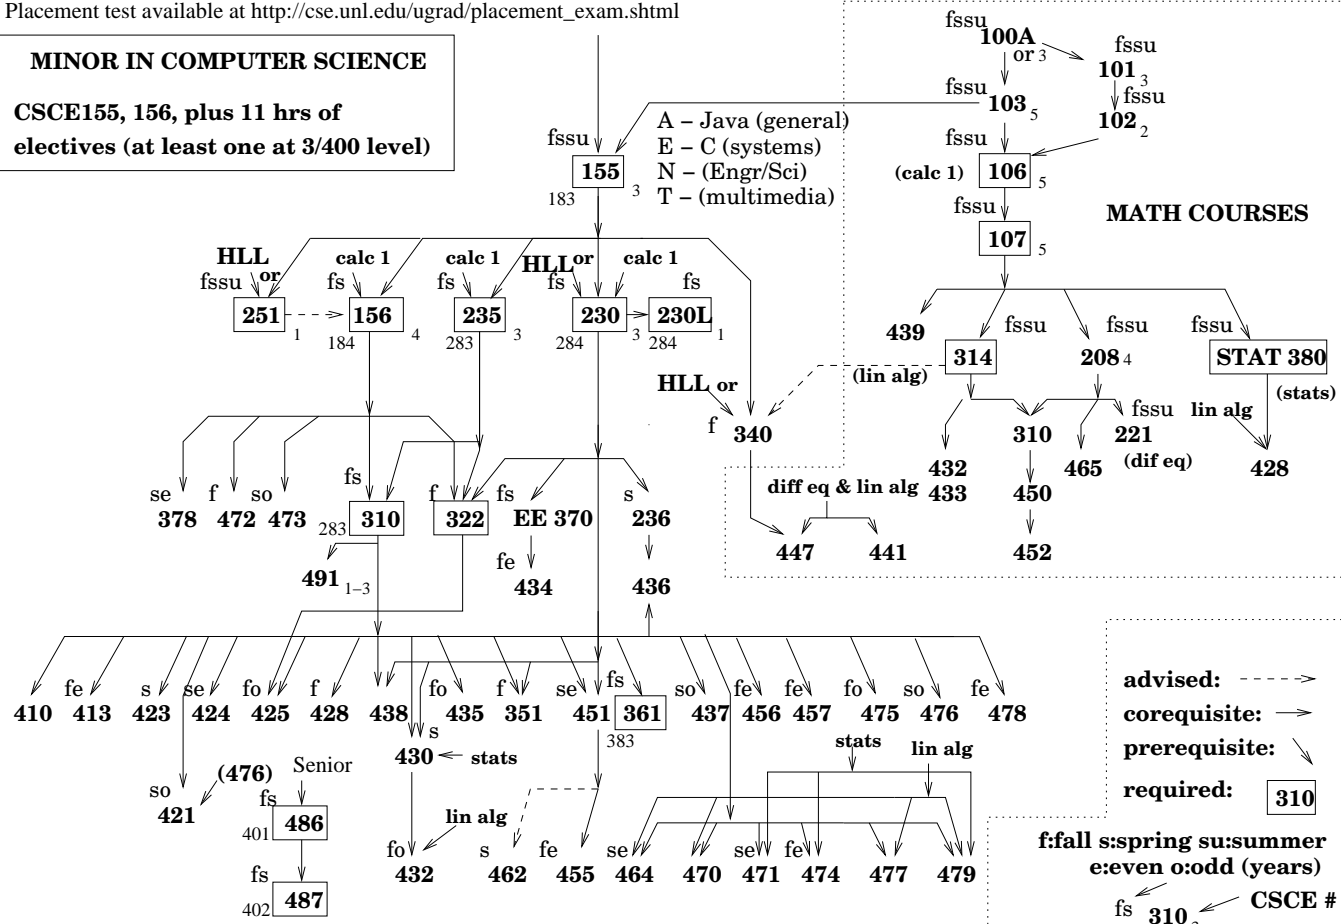 Placement test available at http://cse.unl.edu/ugrad/placement_exam.shtml
MINOR IN COMPUTER SCIENCE
CSCE155, 156, plus 11 hrs of
electives (at least one at 3/400 level)
fssu
155
183
3
A – Java (general)
E – C (systems)
N – (Engr/Sci)
T – (multimedia)
fssu
100A
or 3
fssu
101 3
fssu
103 5
fssu
102 2
fssu
(calc 1)
106 5
fssu
107 5
MATH COURSES
HLL
or
fssu
251 1
calc 1
fs
156
184
4
calc 1
fs
235
283
3
HLL or
calc 1
fs
230
284
3
fs
230L
284
1
439
fssu
314
(lin alg)
fssu
208 4
fssu
STAT 380
(stats)
HLL or
f
340
432
433
310
450
452
465
fssu
221
(dif eq)
lin alg
428
diff eq & lin alg
447
441
se
378
f
472
so
473
fs
310
283
f
322
fs
EE 370
s
236
491 1–3
fe
434
436
410
fe
413
s
423
se
424
fo
425
f
428
438
fo
435
f
351
se
451
fs
361
383
so
437
fe
456
fe
457
fo
475
so
476
fe
478
s
430
stats
so
421
(476)
Senior
fs
486
401
fs
487
402
lin alg
fo
432
s
462
fe
455
stats
lin alg
se
464
470
se
471
fe
474
477
479
advised:
corequisite:
prerequisite:
required:
310
f:fall s:spring su:summer
e:even o:odd (years)
fs
310
CSCE #